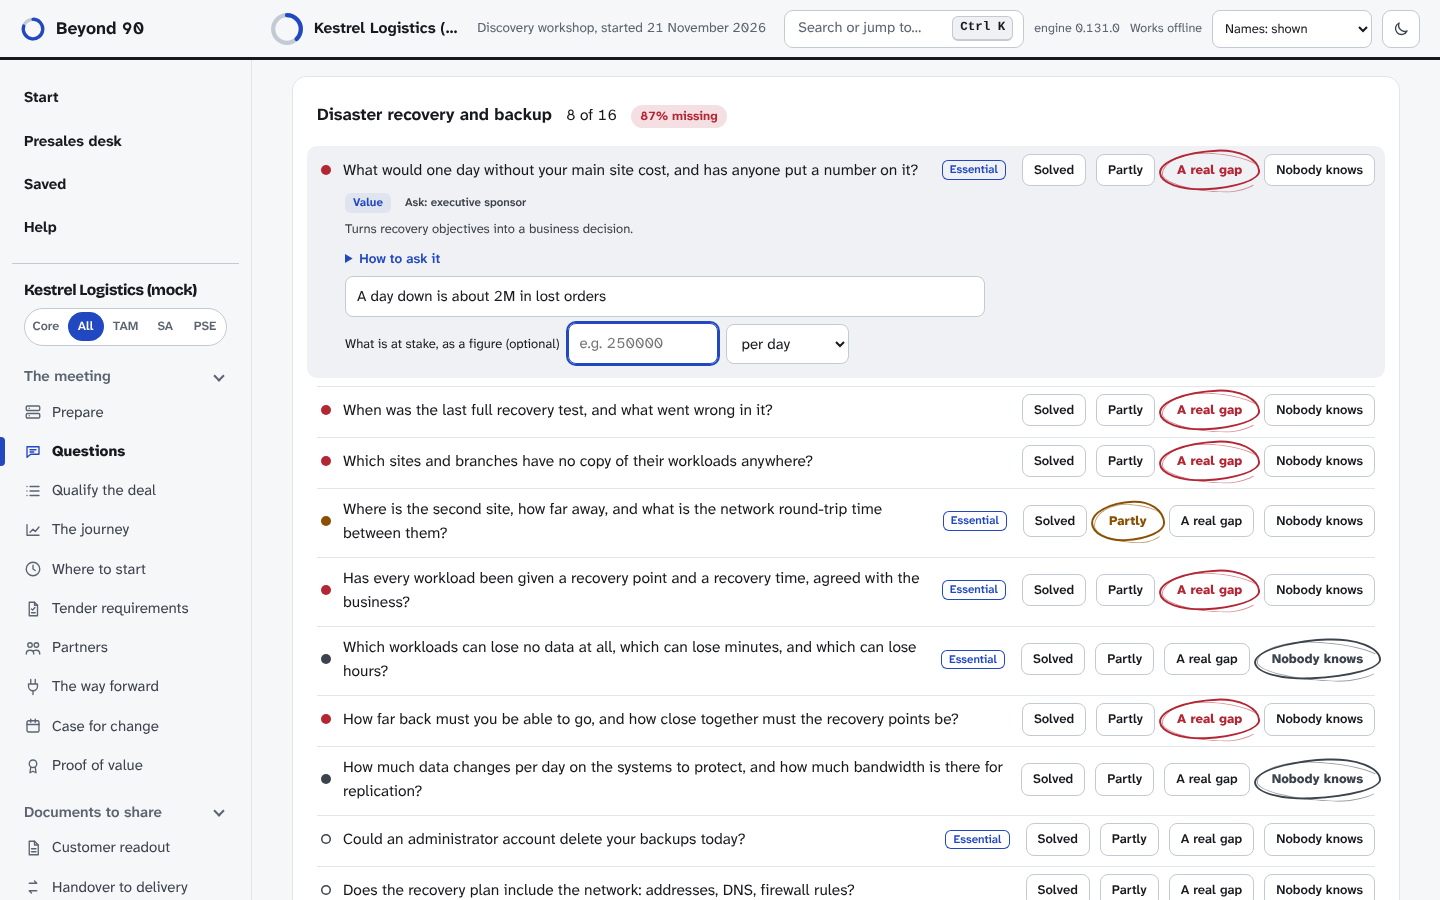 Beyond 90
Kestrel Logistics (...
Discovery workshop, started 21 November 2026
Search or jump to...
Ctrl K
engine 0.131.0
Works offline
Names: shown
Start
Presales desk
Saved
Help
Kestrel Logistics (mock)
Core
All
TAM
SA
PSE
The meeting
Prepare
Questions
Qualify the deal
The journey
Where to start
Tender requirements
Partners
The way forward
Case for change
Proof of value
Documents to share
Customer readout
Handover to delivery
Disaster recovery and backup 8 of 16 87% missing
What would one day without your main site cost, and has anyone put a number on it? Essential Solved Partly A real gap Nobody knows
Value Ask: executive sponsor
Turns recovery objectives into a business decision.
How to ask it
A day down is about 2M in lost orders
What is at stake, as a figure (optional) e.g. 250000 per day
When was the last full recovery test, and what went wrong in it? Solved Partly A real gap Nobody knows
Which sites and branches have no copy of their workloads anywhere? Solved Partly A real gap Nobody knows
Where is the second site, how far away, and what is the network round-trip time
between them?
Essential Solved Partly A real gap Nobody knows
Has every workload been given a recovery point and a recovery time, agreed with the
business?
Essential Solved Partly A real gap Nobody knows
Which workloads can lose no data at all, which can lose minutes, and which can lose
hours?
Essential Solved Partly A real gap Nobody knows
How far back must you be able to go, and how close together must the recovery points be? Solved Partly A real gap Nobody knows
How much data changes per day on the systems to protect, and how much bandwidth is there for
replication?
Solved Partly A real gap Nobody knows
Could an administrator account delete your backups today? Essential Solved Partly A real gap Nobody knows
Does the recovery plan include the network: addresses, DNS, firewall rules? Solved Partly A real gap Nobody knows